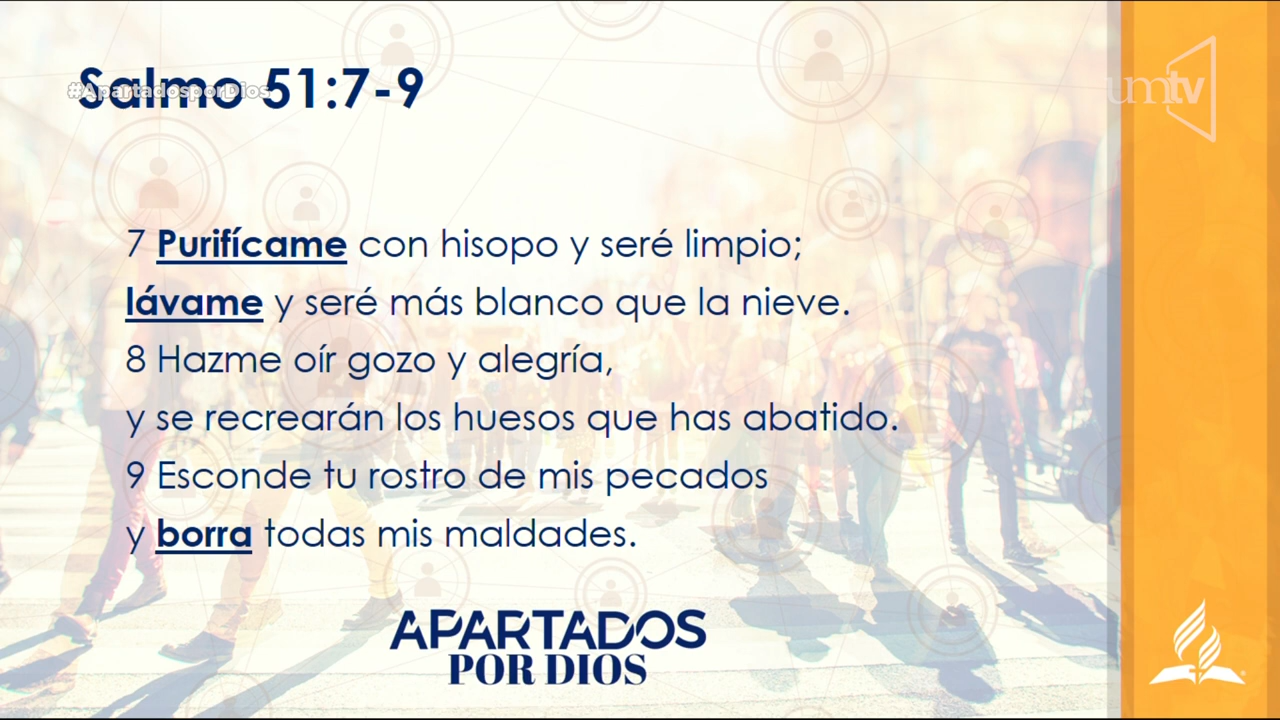 Salmo 51:7-9
#ApartadosporDios
umtv
7 Purifícame con hisopo y seré limpio;
lávame y seré más blanco que la nieve.
8 Hazme oír gozo y alegría,
y se recrearán los huesos que has abatido.
9 Esconde tu rostro de mis pecados
y borra todas mis maldades.
APARTADOS
POR DIOS